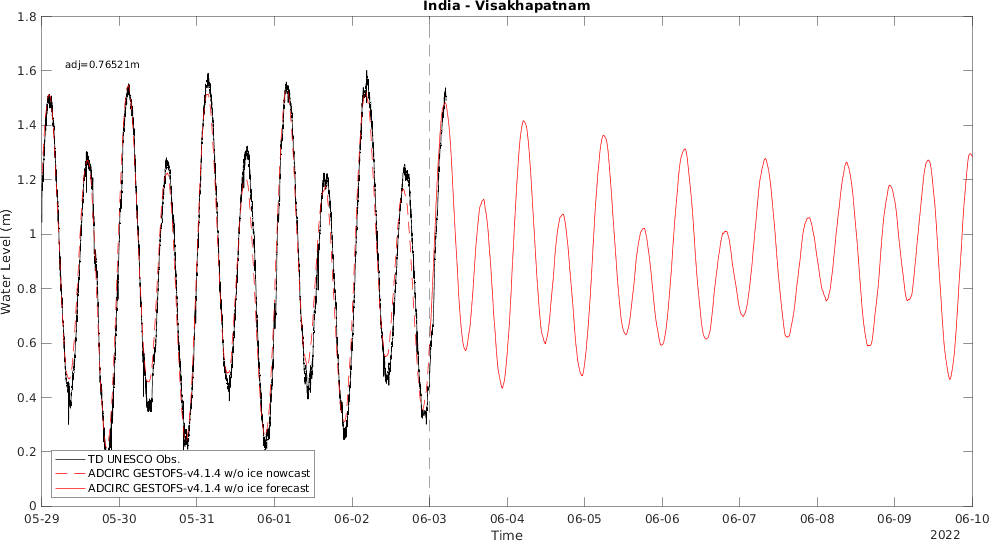 India - Visakhapatnam
adj=0.76521m
Water Level (m)
1.8
1.6
1.4
1.2
1
0.8
0.6
0.4
0.2
0
TD UNESCO Obs.
ADCIRC GESTOFS-v4.1.4 w/o ice nowcast
ADCIRC GESTOFS-v4.1.4 w/o ice forecast
05-29 05-30 05-31 06-01 06-02 06-03 06-04 06-05 06-06 06-07 06-08 06-09 06-10
Time
2022